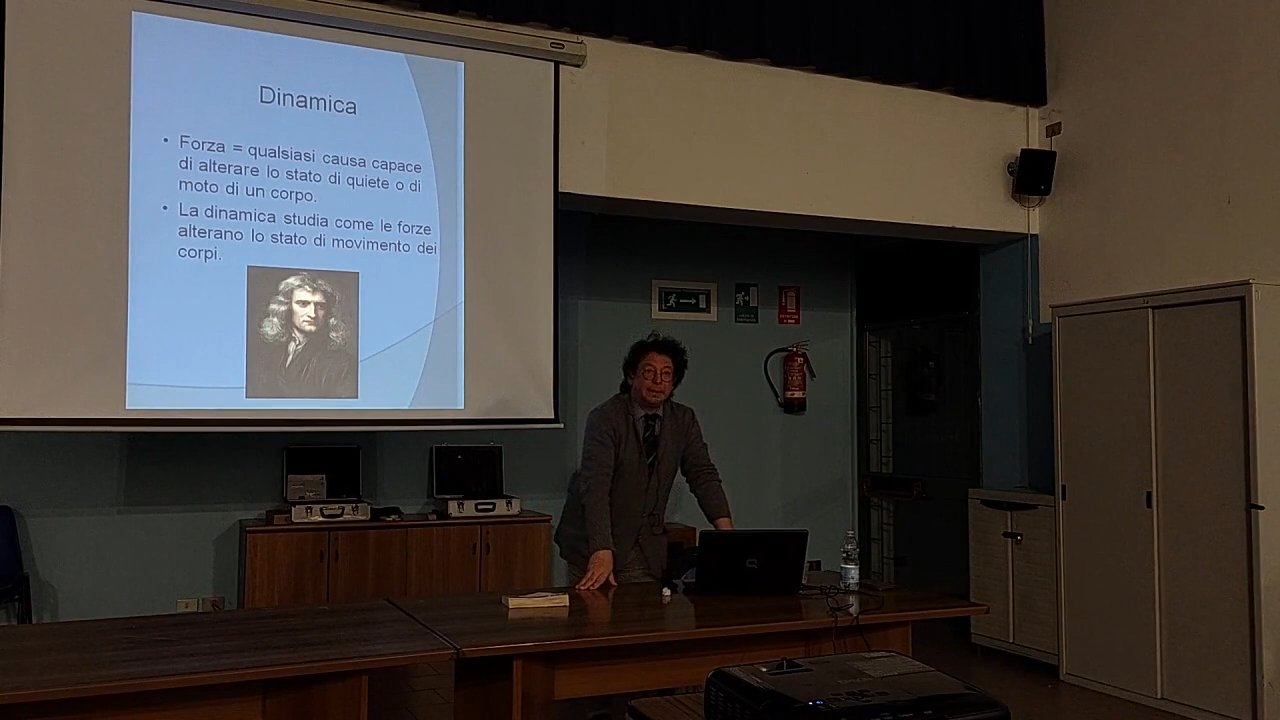 Dinamica
• Forza = qualsiasi causa capace
di alterare lo stato di quiete o di
moto di un corpo.
• La dinamica studia come le forze
alterano lo stato di movimento dei
corpi.